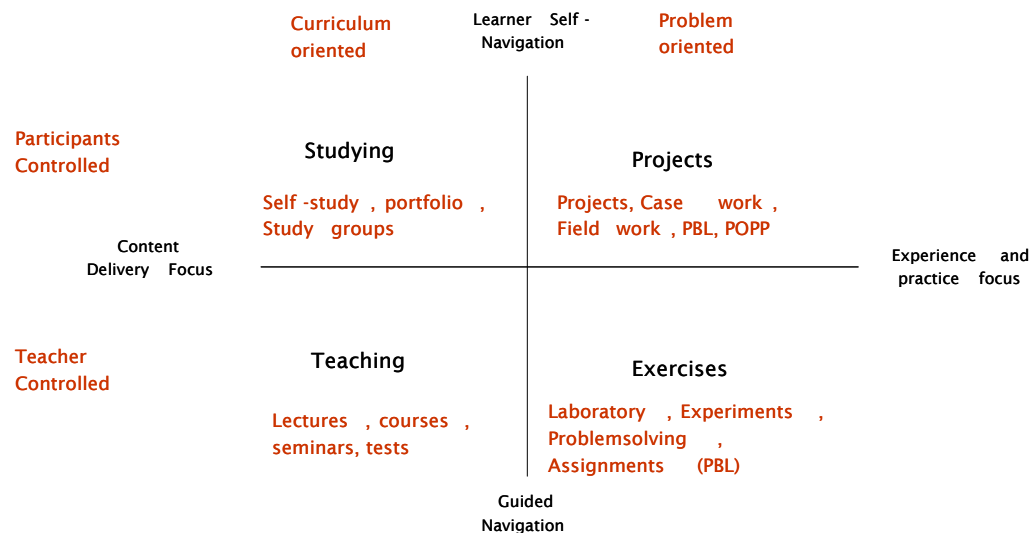 Curriculum
oriented
Learner Self -
Navigation
Problem
oriented
Participants
Controlled
Studying
Projects
Self -study , portfolio ,
Study groups
Projects, Case work ,
Field work , PBL, POPP
Content
Delivery Focus
Experience and
practice focus
Teacher
Controlled
Teaching
Exercises
Lectures , courses ,
seminars, tests
Laboratory , Experiments ,
Problemsolving ,
Assignments (PBL)
Guided
Navigation